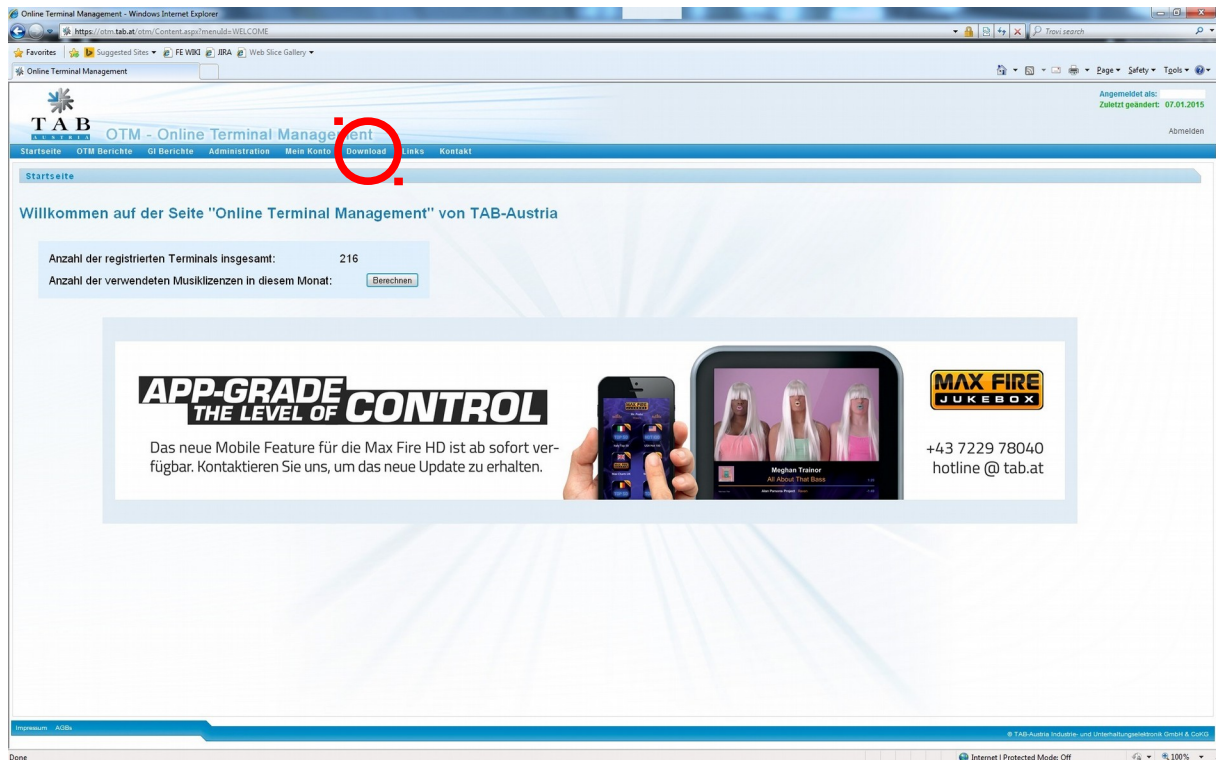 Online Terminal Management - Windows Internet Explorer
https://otm.tab.at/otm/Content.aspx?menuId=WELCOME
Trovi search
Favorites Suggested Sites FE WIKI JIRA Web Slice Gallery
Online Terminal Management
Page Safety Tools
Angemeldet als:
Zuletzt geändert: 07.01.2015
TAB
AUSTRIA
OTM - Online Terminal Management
Abmelden
Startseite OTM Berichte GI Berichte Administration Mein Konto Download Links Kontakt
Startseite
Willkommen auf der Seite "Online Terminal Management" von TAB-Austria
Anzahl der registrierten Terminals insgesamt: 216
Anzahl der verwendeten Musiklizenzen in diesem Monat: Berechnen
APP-GRADE
THE LEVEL OF CONTROL
Das neue Mobile Feature für die Max Fire HD ist ab sofort ver-
fügbar. Kontaktieren Sie uns, um das neue Update zu erhalten.
Meghan Trainor
All About That Bass
MAX FIRE
JUKEBOX
+43 7229 78040
hotline @ tab.at
Impressum AGBs
© TAB-Austria Industrie- und Unterhaltungselektronik GmbH & CoKG
Done
Internet | Protected Mode: Off
100%